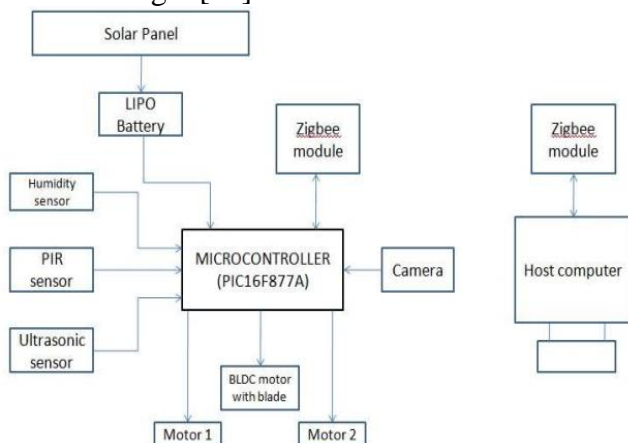 Solar Panel
LIPO
Battery
Zigbee
module
Zigbee
module
Humidity
sensor
PIR
sensor
Ultrasonic
sensor
MICROCONTROLLER
(PIC16F877A)
Camera
Host computer
BLDC motor
with blade
Motor 1
Motor 2